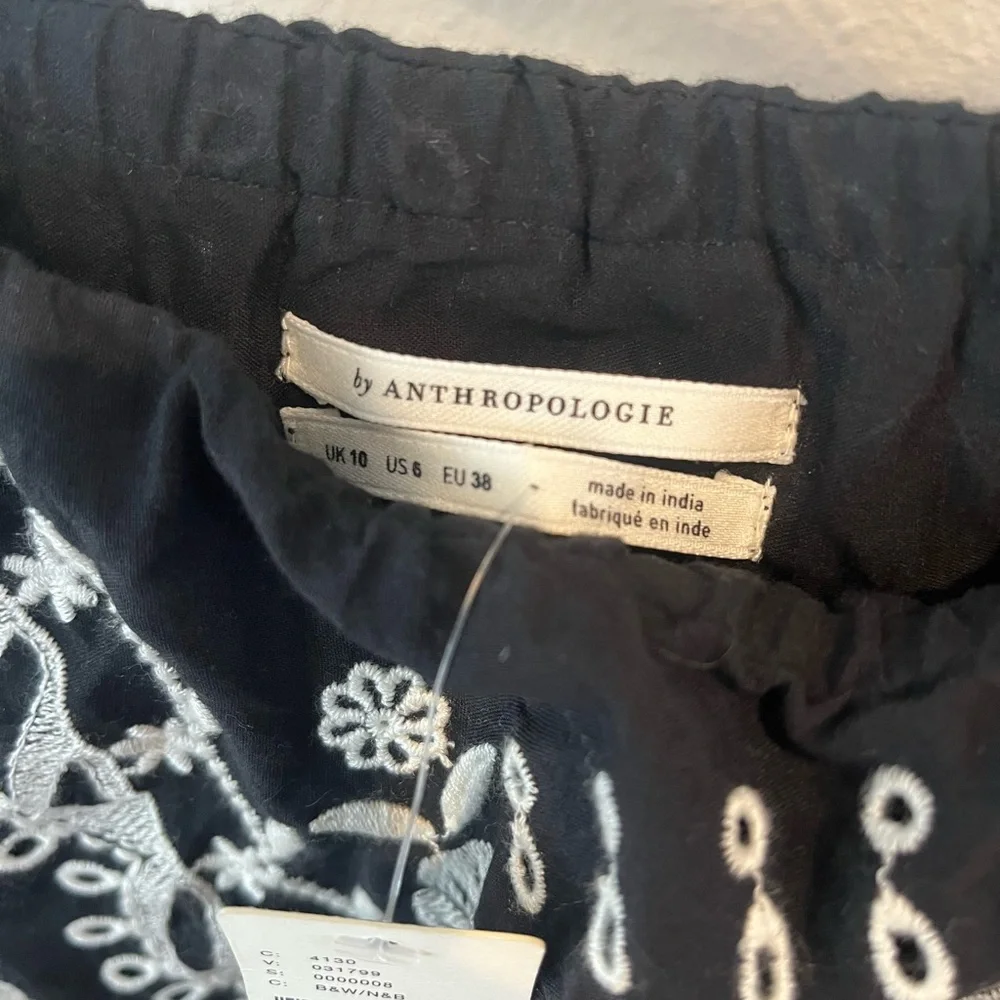 by ANTHROPOLOGIE
UK 10 US 6 EU 38
made in india
fabriqué en inde
C: 4130
V: 031799
S: 0000008
C: B&W/N&B